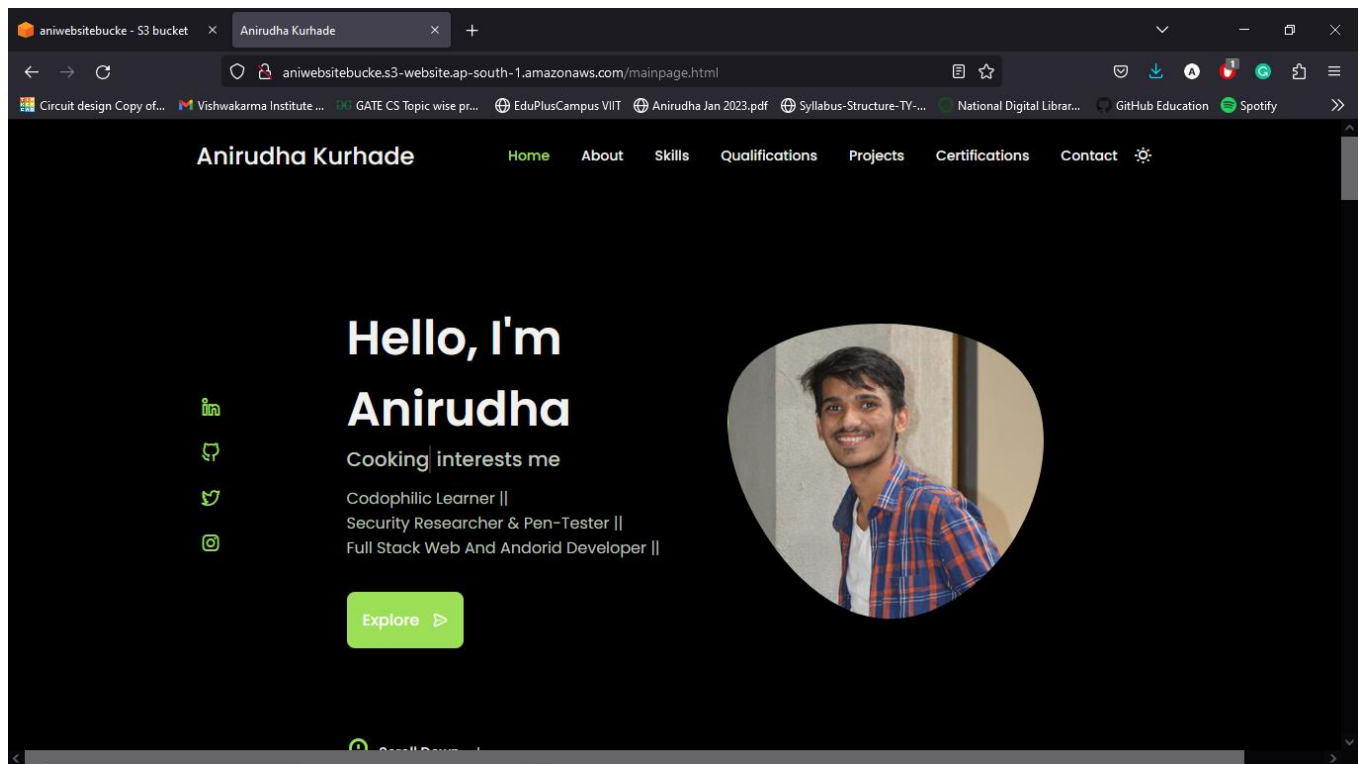 aniwebsitebucke - S3 bucket
Anirudha Kurhade
aniwebsitebucke.s3-website.ap-south-1.amazonaws.com/mainpage.html
A
1
G
Circuit design Copy of...
Vishwakarma Institute ...
GATE CS Topic wise pr...
EduPlusCampus VIIT
Anirudha Jan 2023.pdf
Syllabus-Structure-TY-...
National Digital Librar...
GitHub Education
Spotify
Anirudha Kurhade
Home About Skills Qualifications Projects Certifications Contact
Hello, I'm
Anirudha
Cooking| interests me
Codophilic Learner ||
Security Researcher & Pen-Tester ||
Full Stack Web And Andorid Developer ||
Explore
Scroll Down